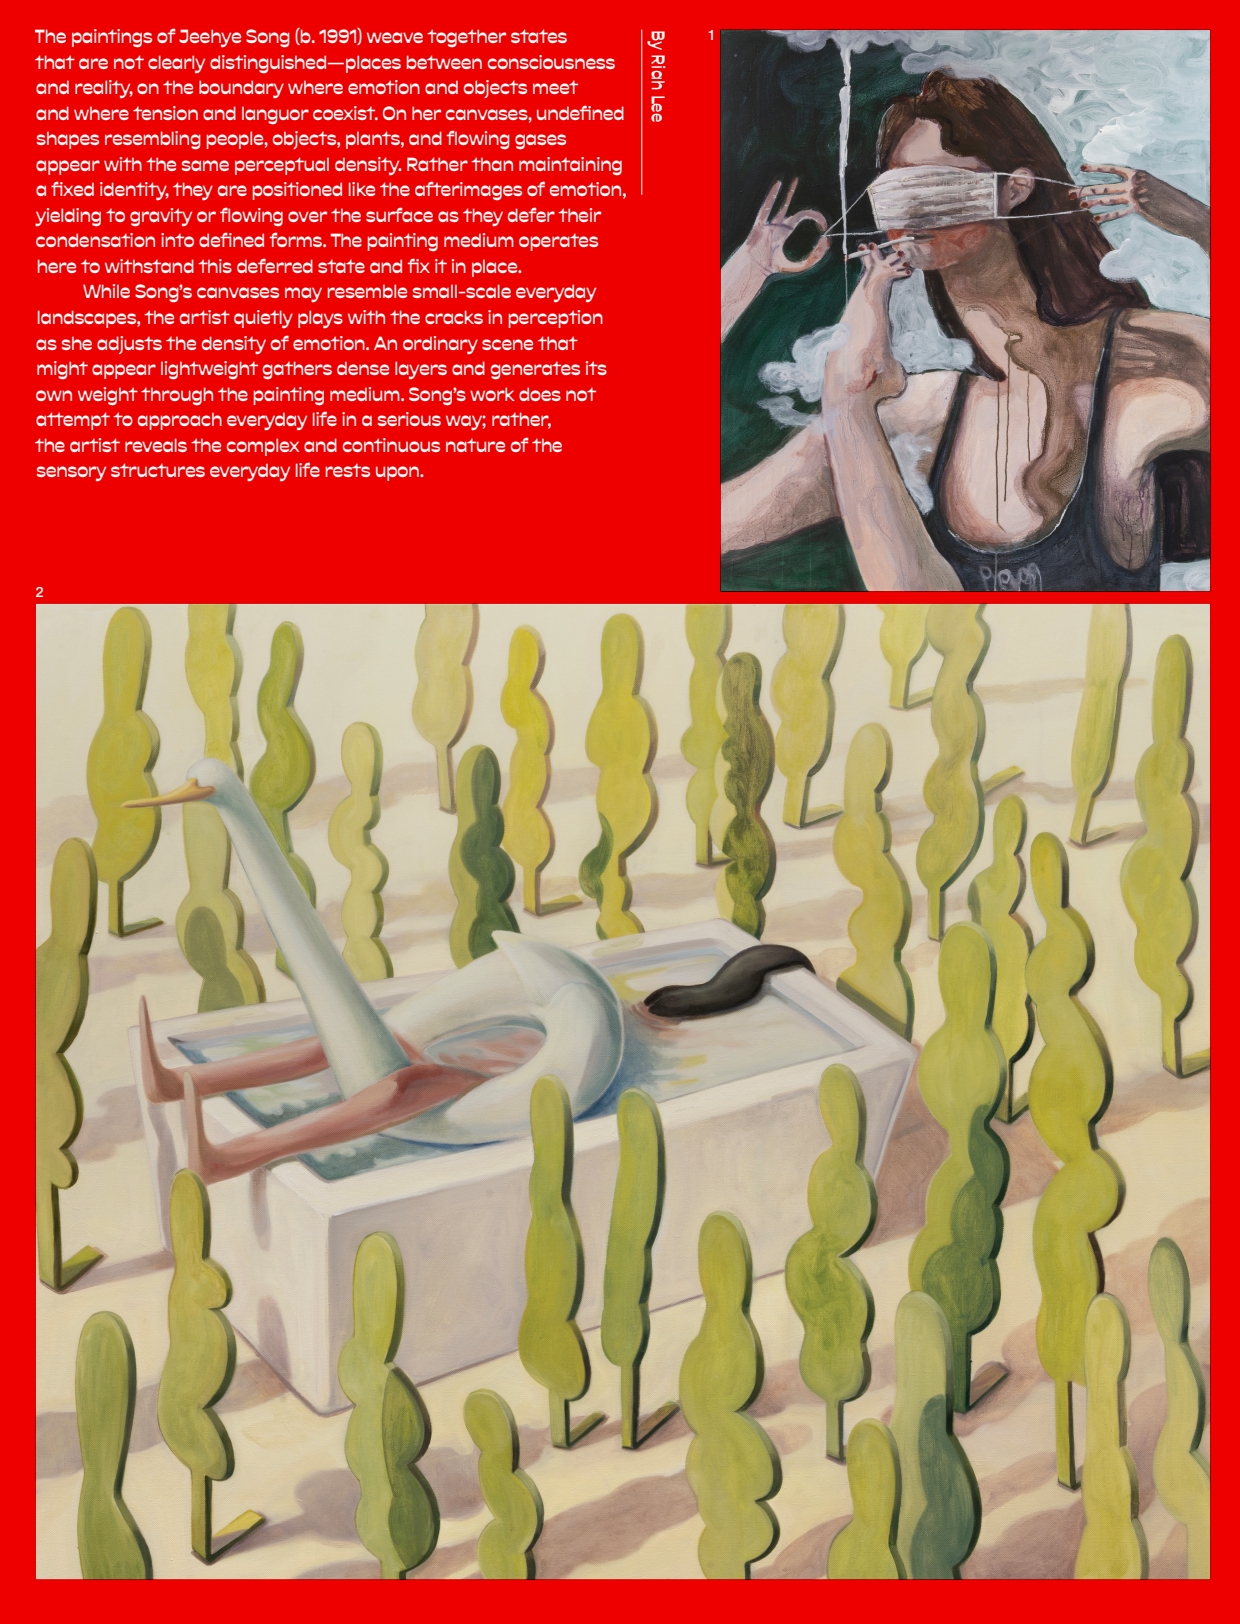 The paintings of Jeehye Song (b. 1991) weave together states
that are not clearly distinguished—places between consciousness
and reality, on the boundary where emotion and objects meet
and where tension and languor coexist. On her canvases, undefined
shapes resembling people, objects, plants, and flowing gases
appear with the same perceptual density. Rather than maintaining
a fixed identity, they are positioned like the afterimages of emotion,
yielding to gravity or flowing over the surface as they defer their
condensation into defined forms. The painting medium operates
here to withstand this deferred state and fix it in place.
While Song’s canvases may resemble small-scale everyday
landscapes, the artist quietly plays with the cracks in perception
as she adjusts the density of emotion. An ordinary scene that
might appear lightweight gathers dense layers and generates its
own weight through the painting medium. Song’s work does not
attempt to approach everyday life in a serious way; rather,
the artist reveals the complex and continuous nature of the
sensory structures everyday life rests upon.
By Riah Lee
1
2